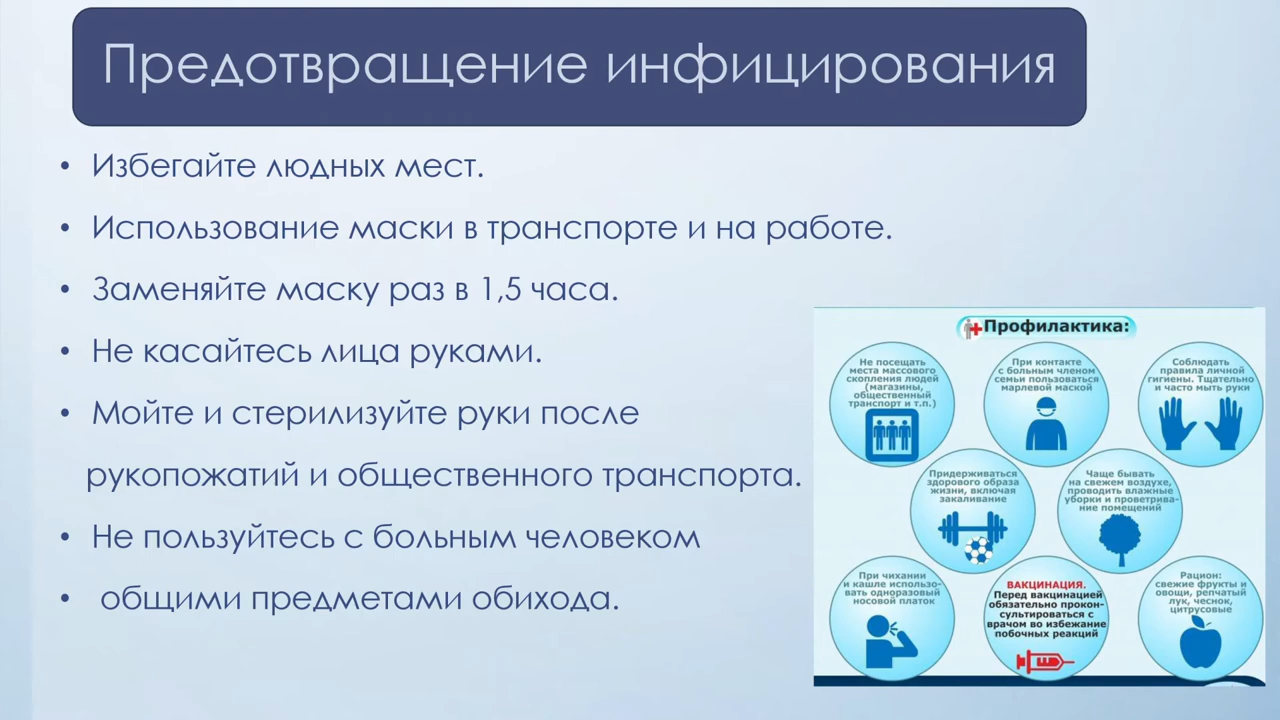 Предотвращение инфицирования
• Избегайте людных мест.
• Использование маски в транспорте и на работе.
• Заменяйте маску раз в 1,5 часа.
• Не касайтесь лица руками.
• Мойте и стерилизуйте руки после
рукопожатий и общественного транспорта.
• Не пользуйтесь с больным человеком
• общими предметами обихода.
Профилактика:
Не посещать
места массового
скопления людей
(магазины,
общественный
транспорт и т.п.)
При контакте
с больным членом
семьи пользоваться
марлевой маской
Соблюдать
правила личной
гигиены. Тщательно
и часто мыть руки
Придерживаться
здорового образа
жизни, включая
закаливание
Чаще бывать
на свежем воздухе,
проводить влажные
уборки и проветрива-
ние помещений
При чихании
и кашле использо-
вать одноразовый
носовой платок
ВАКЦИНАЦИЯ.
Перед вакцинацией
обязательно прокон-
сультироваться с
врачом во избежание
побочных реакций
Рацион:
свежие фрукты и
овощи, репчатый
лук, чеснок,
цитрусовые